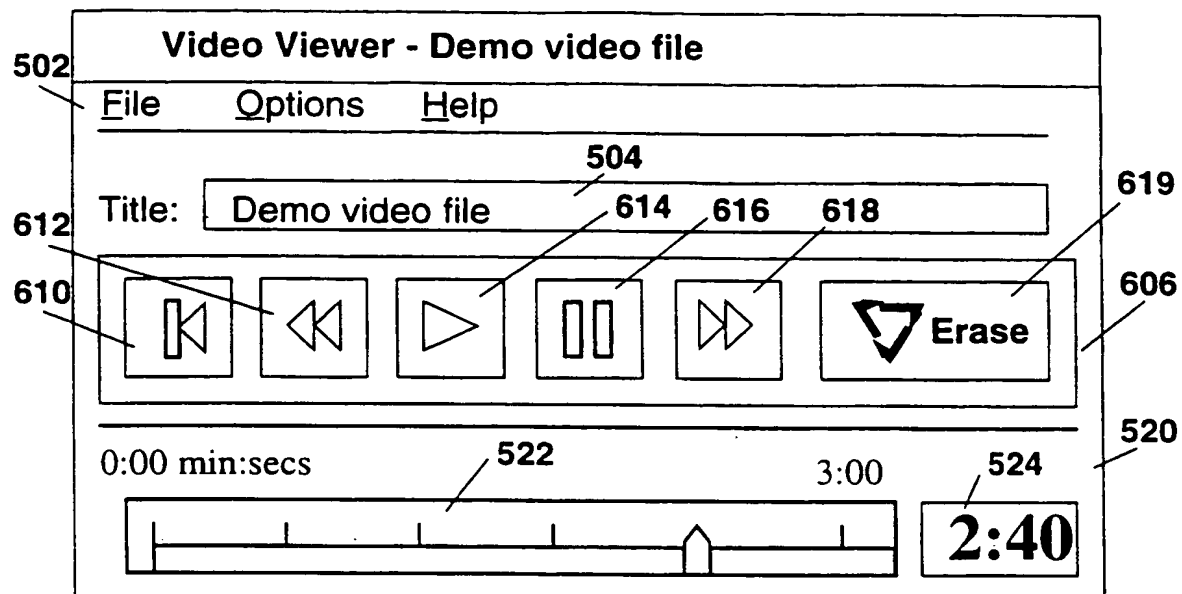 Video Viewer - Demo video file
502
File Options Help
504
619
Title: Demo video file
614 616 618
612
610
606
Erase
520
0:00 min:secs 522 3:00 524
2:40